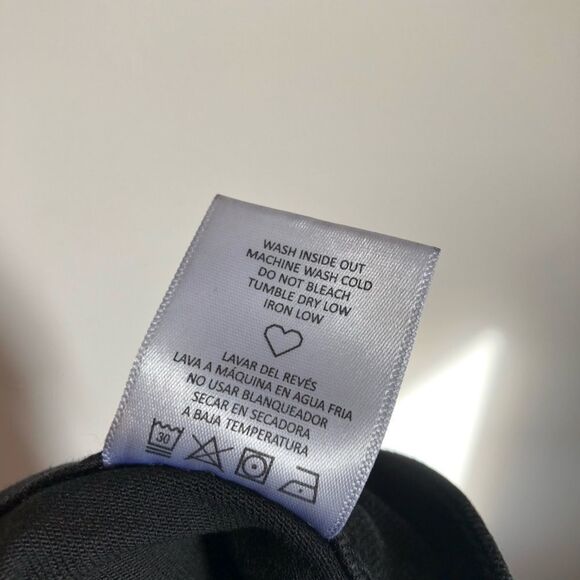 WASH INSIDE OUT
MACHINE WASH COLD
DO NOT BLEACH
TUMBLE DRY LOW
IRON LOW
LAVAR DEL REVÉS
LAVA A MÁQUINA EN AGUA FRIA
NO USAR BLANQUEADOR
SECAR EN SECADORA
A BAJA TEMPERATURA
30